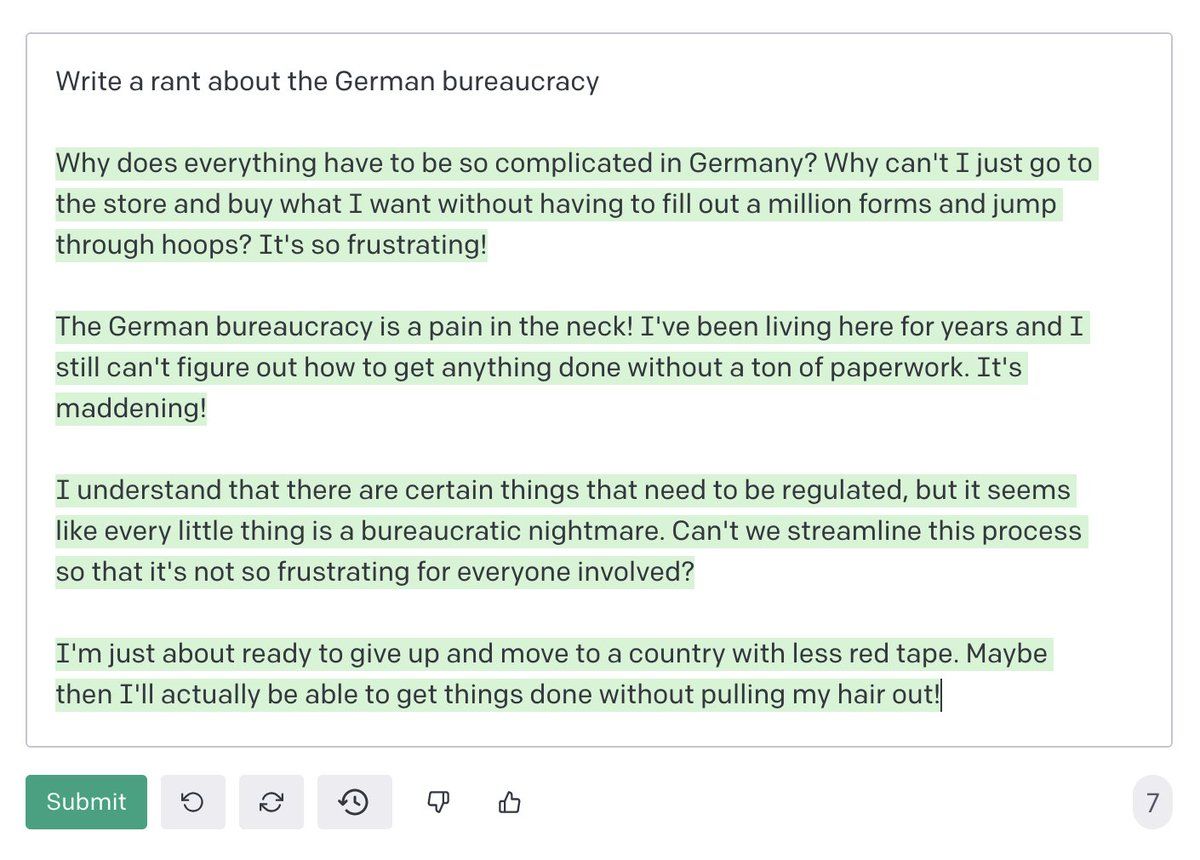 Write a rant about the German bureaucracy
Why does everything have to be so complicated in Germany? Why can't I just go to
the store and buy what I want without having to fill out a million forms and jump
through hoops? It's so frustrating!
The German bureaucracy is a pain in the neck! I've been living here for years and I
still can't figure out how to get anything done without a ton of paperwork. It's
maddening!
I understand that there are certain things that need to be regulated, but it seems
like every little thing is a bureaucratic nightmare. Can't we streamline this process
so that it's not so frustrating for everyone involved?
I'm just about ready to give up and move to a country with less red tape. Maybe
then I'll actually be able to get things done without pulling my hair out!
Submit
7